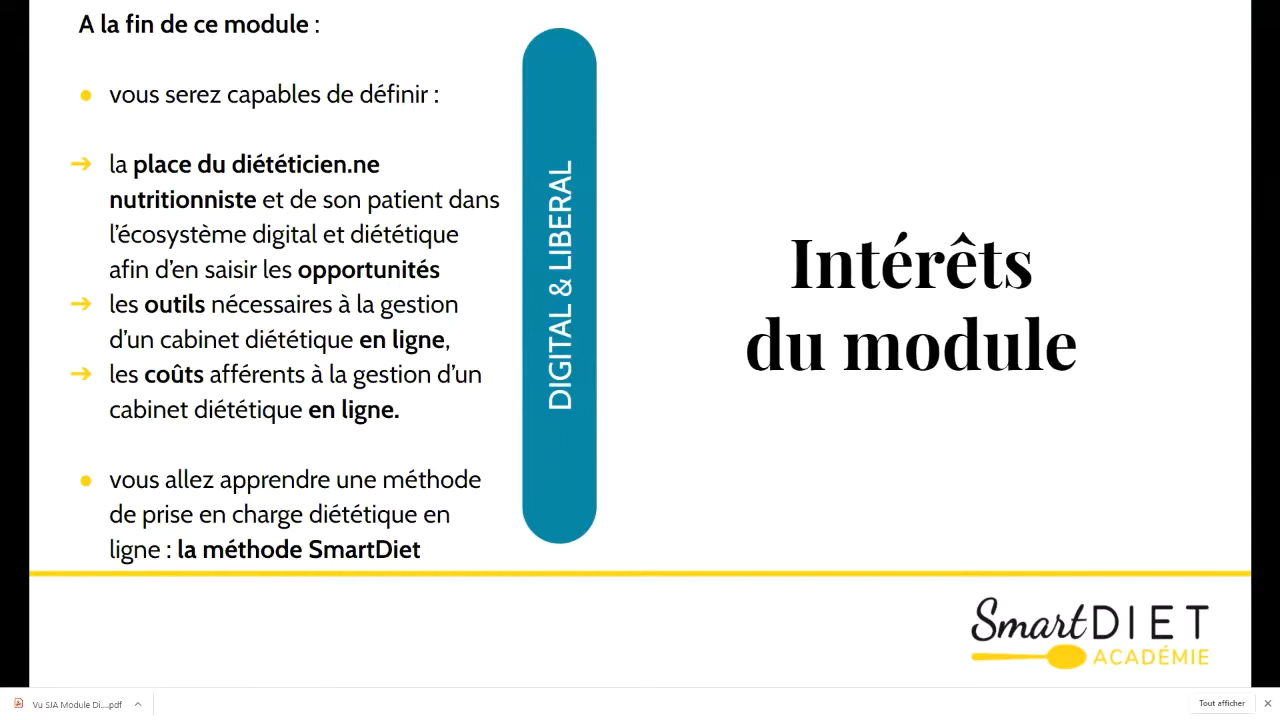 A la fin de ce module :
● vous serez capables de définir :
➔ la place du diététicien.ne
nutritionniste et de son patient dans
l’écosystème digital et diététique
afin d’en saisir les opportunités
➔ les outils nécessaires à la gestion
d’un cabinet diététique en ligne,
➔ les coûts afférents à la gestion d’un
cabinet diététique en ligne.
● vous allez apprendre une méthode
de prise en charge diététique en
ligne : la méthode SmartDiet
DIGITAL & LIBERAL
Intérêts
du module
SmartDIET
ACADÉMIE
Vu SJA Module Di....pdf
Tout afficher